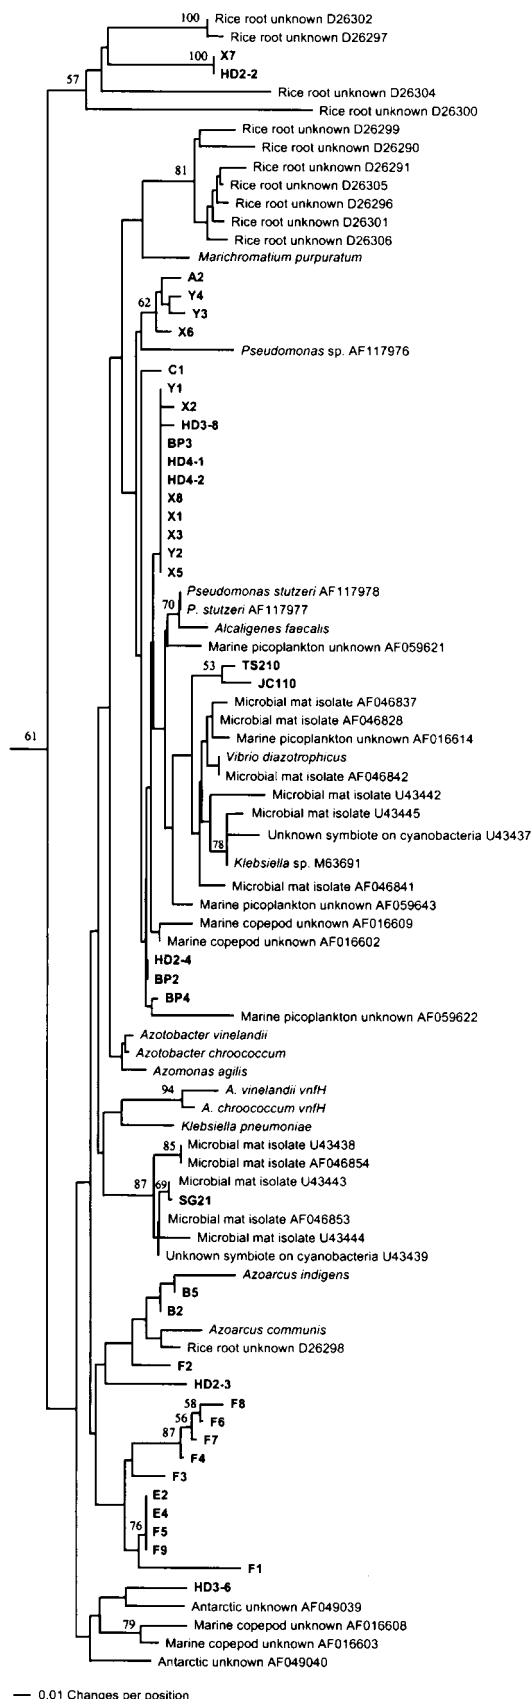 100
Rice root unknown D26302
Rice root unknown D26297
100
X7
HD2-2
57
Rice root unknown D26304
Rice root unknown D26300
Rice root unknown D26299
Rice root unknown D26290
81
Rice root unknown D26291
Rice root unknown D26305
Rice root unknown D26296
Rice root unknown D26301
Rice root unknown D26306
Marichromatium purpuratum
A2
62
Y4
Y3
X6
Pseudomonas sp. AF117976
C1
Y1
X2
HD3-8
BP3
HD4-1
HD4-2
X8
X1
X3
Y2
X5
Pseudomonas stutzeri AF117978
70
P. stutzeri AF117977
Alcaligenes faecalis
Marine picoplankton unknown AF059621
53
TS210
JC110
Microbial mat isolate AF046837
Microbial mat isolate AF046828
Marine picoplankton unknown AF016614
61
Vibrio diazotrophicus
Microbial mat isolate AF046842
Microbial mat isolate U43442
Microbial mat isolate U43445
Unknown symbiote on cyanobacteria U43437
78
Klebsiella sp. M63691
Microbial mat isolate AF046841
Marine picoplankton unknown AF059643
Marine copepod unknown AF016609
Marine copepod unknown AF016602
HD2-4
BP2
BP4
Marine picoplankton unknown AF059622
Azotobacter vinelandii
Azotobacter chroococcum
Azomonas agilis
94
A. vinelandii vnfH
A. chroococcum vnfH
Klebsiella pneumoniae
85
Microbial mat isolate U43438
Microbial mat isolate AF046854
87
69
Microbial mat isolate U43443
SG21
Microbial mat isolate AF046853
Microbial mat isolate U43444
Unknown symbiote on cyanobacteria U43439
Azoarcus indigens
B5
B2
Azoarcus communis
Rice root unknown D26298
F2
HD2-3
58
F8
56
F6
87
F7
F4
F3
E2
E4
76
F5
F9
F1
HD3-6
Antarctic unknown AF049039
79
Marine copepod unknown AF016608
Marine copepod unknown AF016603
Antarctic unknown AF049040
0.01 Changes per position